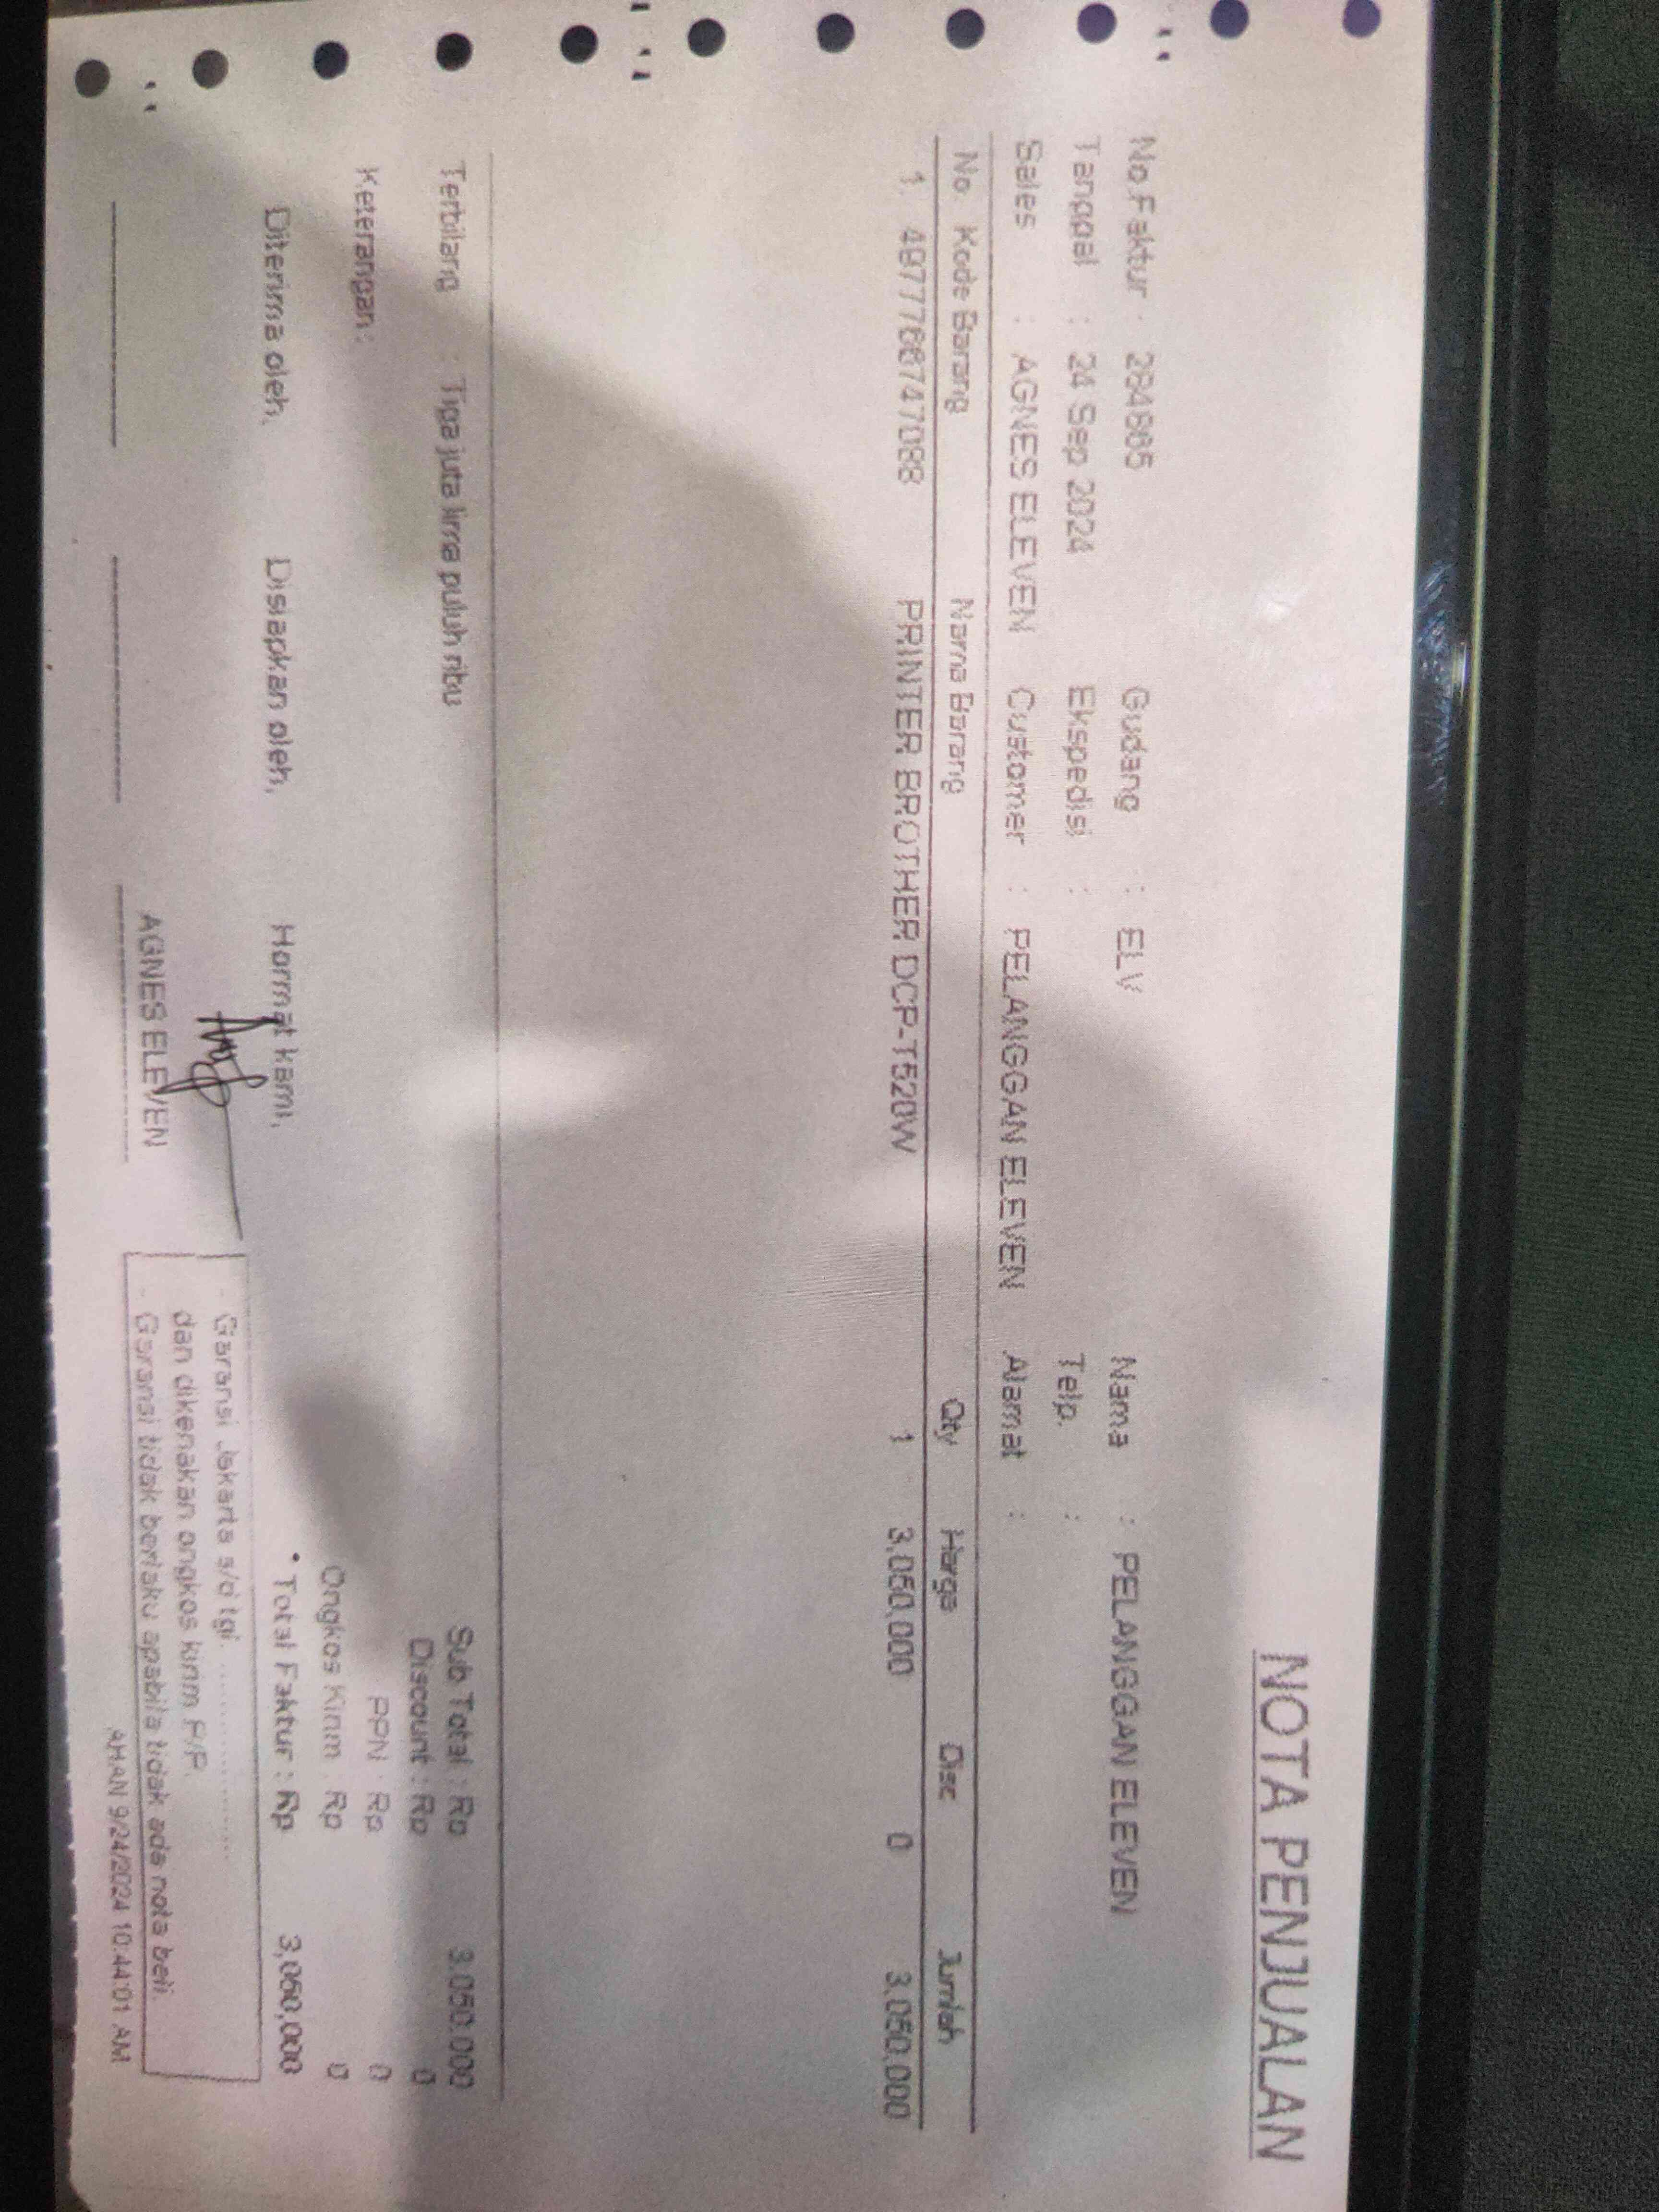 NOTA PENJUALAN
No.Faktur : 284865 Gudang : ELV Nama : PELANGGAN ELEVEN
Tanggal : 24 Sep 2024 Ekspedisi : Telp. :
Sales : AGNES ELEVEN Customer : PELANGGAN ELEVEN Alamat :
No. Kode Barang Nama Barang Qty Harga Disc Jumlah
1. PRINTER BROTHER DCP-T520W 1 3,050,000 0 3,050,000
Terbilang : Tiga juta lima puluh ribu Sub Total : Rp 3,050,000
Discount : Rp 0
Keterangan : PPN : Rp 0
Ongkos Kirim : Rp 0
Diterima oleh, Disiapkan oleh, Hormat kami, Total Faktur : Rp 3,050,000
- Garansi Jakarta s/d tgl. ....................
dan dikenakan ongkos kirim P/P.
AGNES ELEVEN - Garansi tidak berlaku apabila tidak ada nota beli.
AHAN 9/24/2024 10:44:01 AM